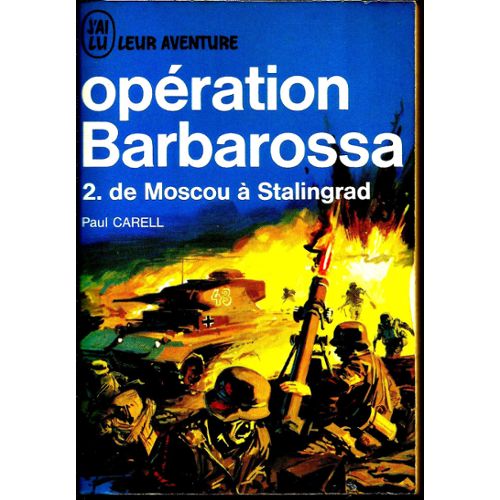 J'AI LU LEUR AVENTURE
opération
Barbarossa
2. de Moscou à Stalingrad
Paul CARELL
43